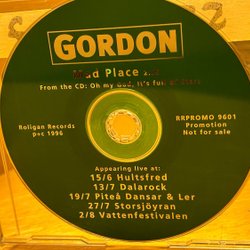 GORDON
Place
From the CD: Oh my God, it's full of stars
Roligan Records
p+c 1996
RRPROMO 9601
Promotion
Not for sale
Appearing live at:
15/6 Hultsfred
13/7 Dalarock
19/7 Piteå Dansar & Ler
27/7 Storsjöyran
2/8 Vattenfestivalen